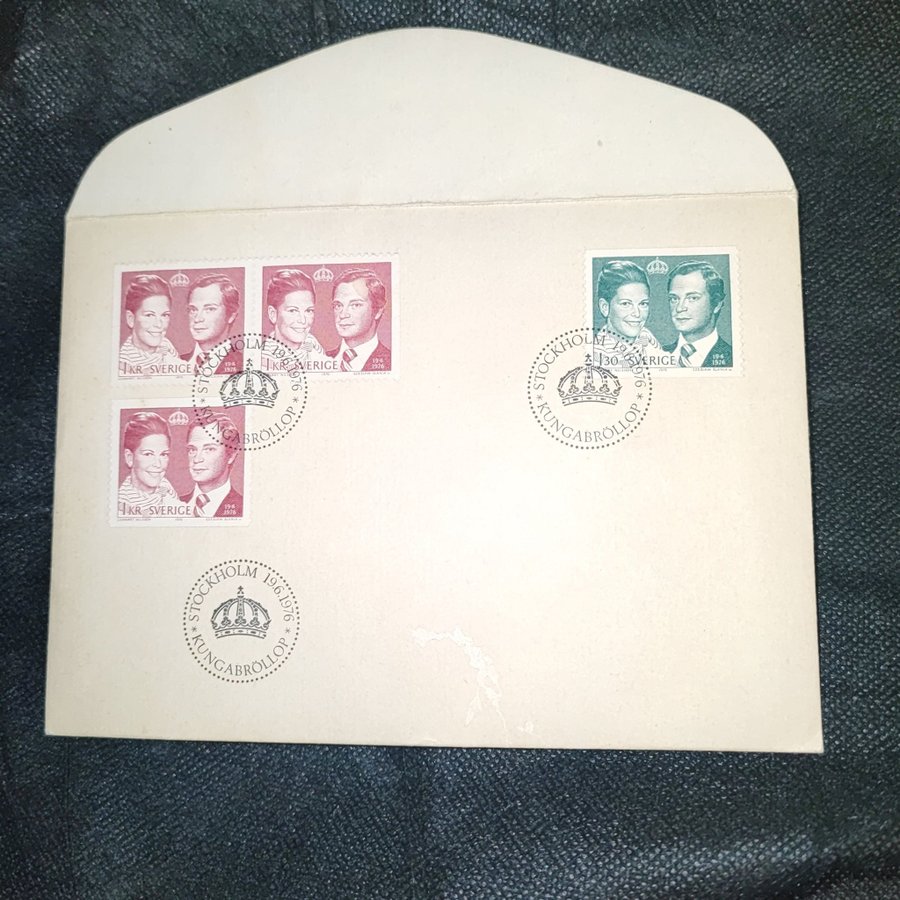 1 KR SVERIGE
19·6
1976
1 KR SVERIGE
19·6
1976
1.30 SVERIGE
19·6
1976
STOCKHOLM 19.6.1976
* KUNGABRÖLLOP *
STOCKHOLM 19.6.1976
* KUNGABRÖLLOP *
1 KR SVERIGE
19·6
1976
STOCKHOLM 19.6.1976
* KUNGABRÖLLOP *